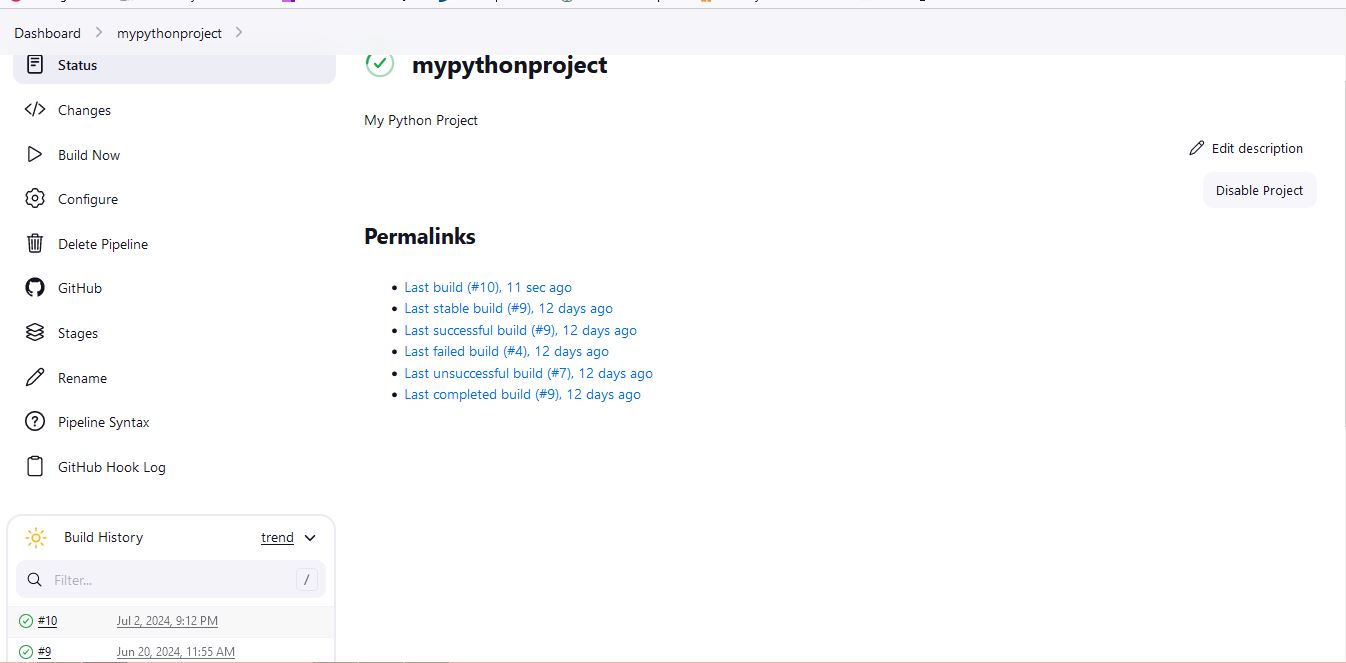 Dashboard > mypythonproject >
Status
Changes
Build Now
Configure
Delete Pipeline
GitHub
Stages
Rename
Pipeline Syntax
GitHub Hook Log
Build History trend
Filter... /
#10 Jul 2, 2024, 9:12 PM
#9 Jun 20, 2024, 11:55 AM
mypythonproject
My Python Project
Edit description
Disable Project
Permalinks
Last build (#10), 11 sec ago
Last stable build (#9), 12 days ago
Last successful build (#9), 12 days ago
Last failed build (#4), 12 days ago
Last unsuccessful build (#7), 12 days ago
Last completed build (#9), 12 days ago